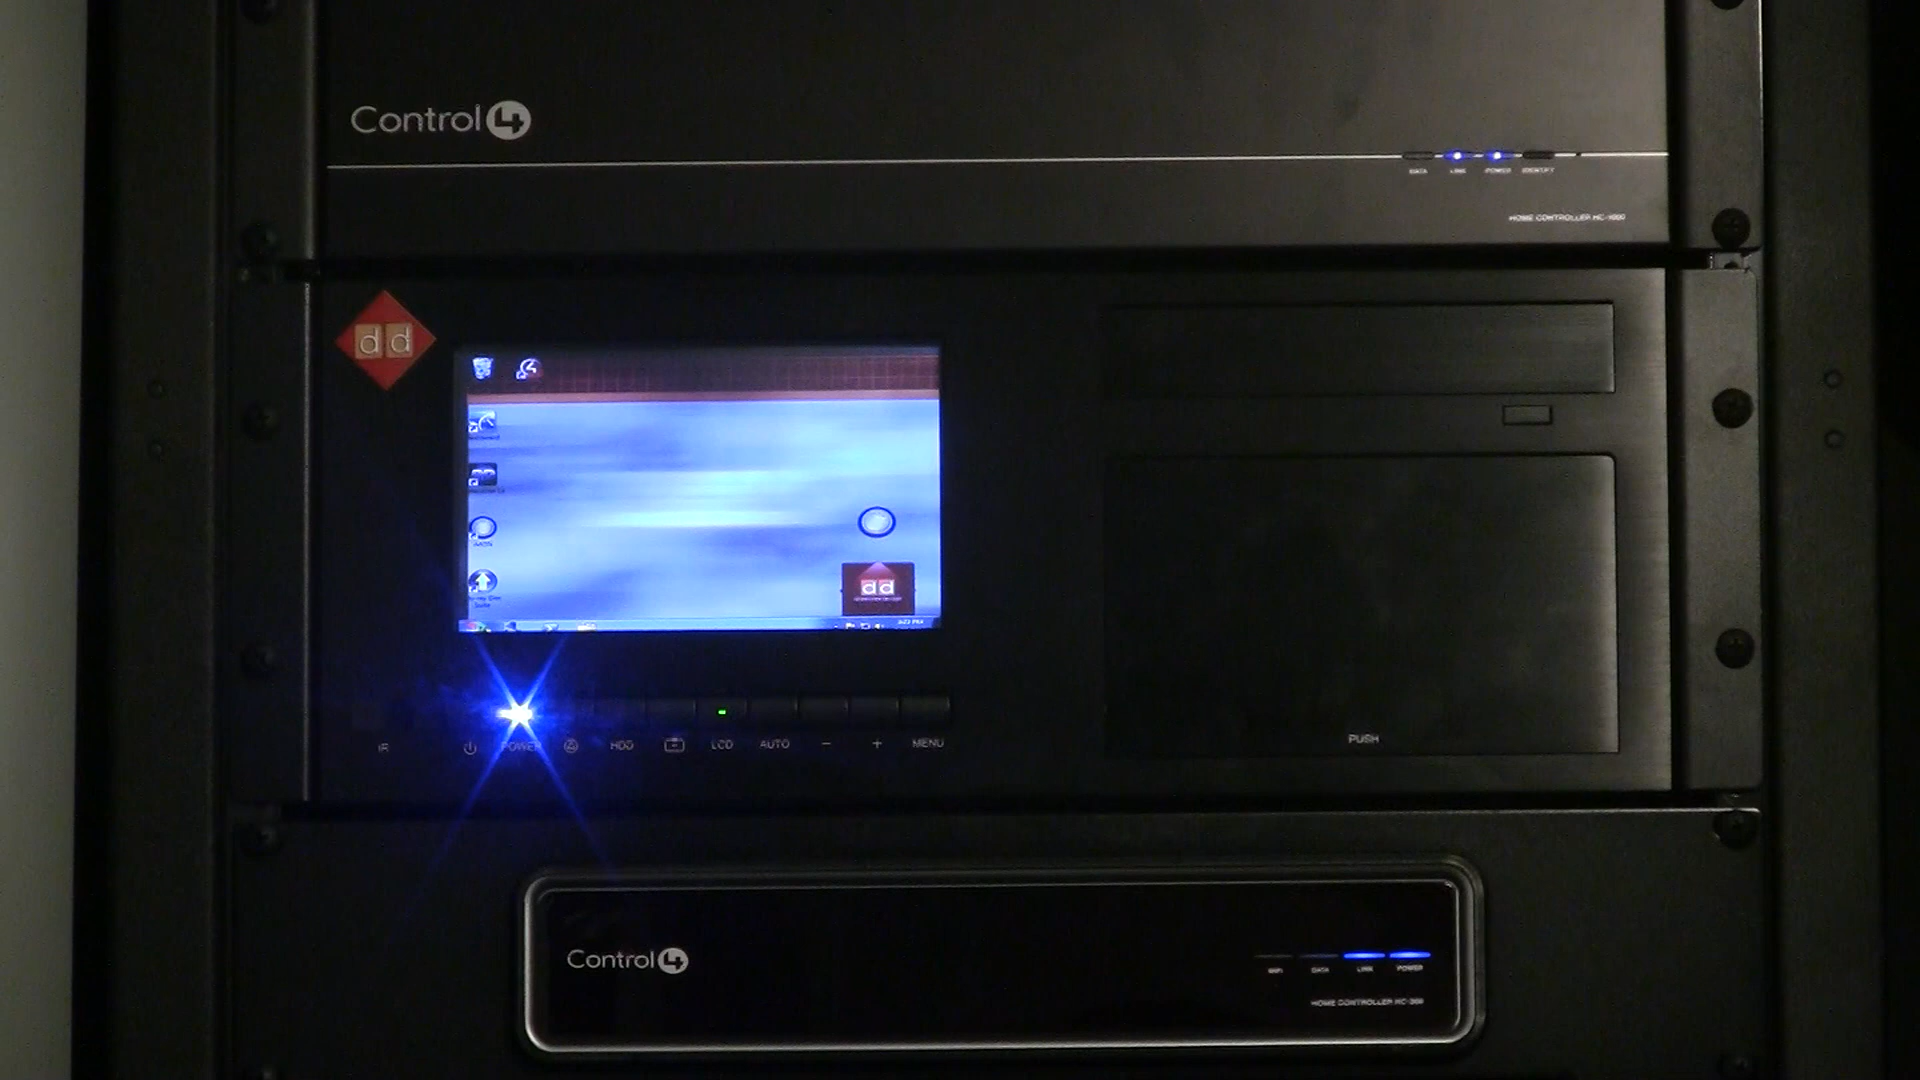 Control4
DATA LINK POWER IDENTIFY
HOME CONTROLLER HC-1000
dd
dd
IR POWER HDD LCD AUTO - + MENU
PUSH
Control4
WIFI DATA LINK POWER
HOME CONTROLLER HC-300